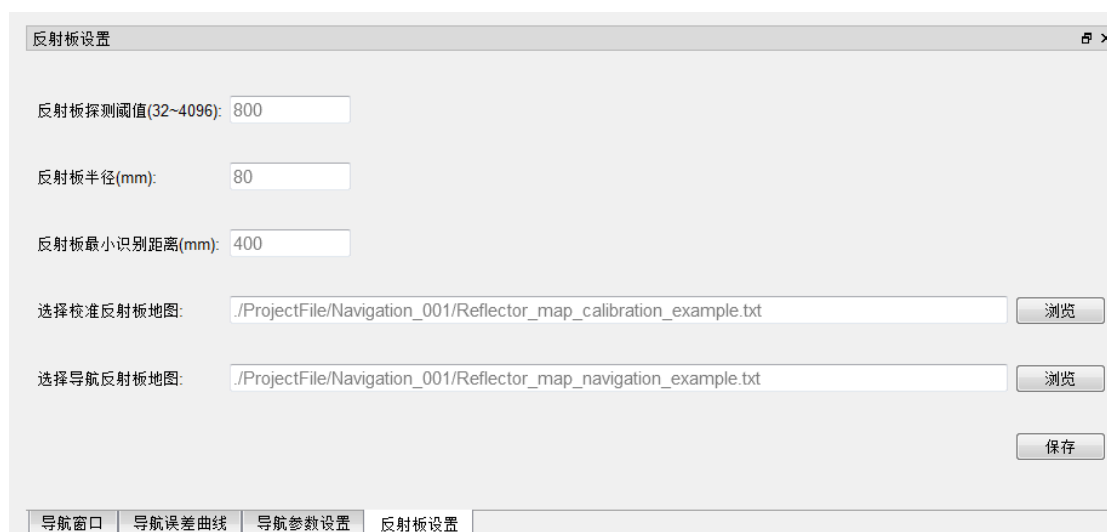 反射板设置
反射板探测阈值(32~4096): 800
反射板半径(mm): 80
反射板最小识别距离(mm): 400
选择校准反射板地图: ./ProjectFile/Navigation_001/Reflector_map_calibration_example.txt 浏览
选择导航反射板地图: ./ProjectFile/Navigation_001/Reflector_map_navigation_example.txt 浏览
保存
导航窗口 导航误差曲线 导航参数设置 反射板设置